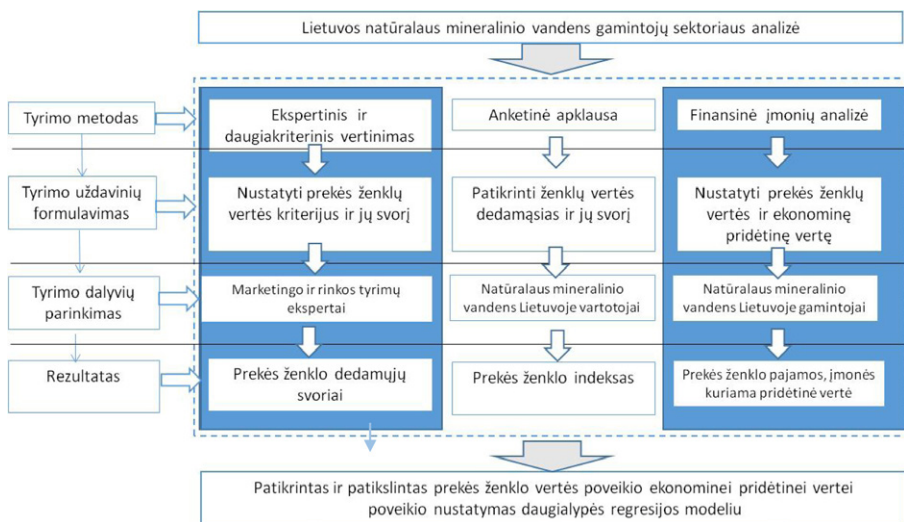 Lietuvos natūralaus mineralinio vandens gamintojų sektoriaus analizė
Tyrimo metodas
Ekspertinis ir
daugiakriterinis vertinimas
Anketinė apklausa
Finansinė įmonių analizė
Tyrimo uždavinių
formulavimas
Nustatyti prekės ženklų
vertės kriterijus ir jų svorį
Patikrinti ženklų vertės
dedamąsias ir jų svorį
Nustatyti prekės ženklų
vertės ir ekonominę
pridėtinę vertę
Tyrimo dalyvių
parinkimas
Marketingo ir rinkos tyrimų
ekspertai
Natūralaus mineralinio
vandens Lietuvoje vartotojai
Natūralaus mineralinio
vandens Lietuvoje gamintojai
Rezultatas
Prekės ženklo dedamųjų
svoriai
Prekės ženklo indeksas
Prekės ženklo pajamos, įmonės
kuriama pridėtinė vertė
Patikrintas ir patikslintas prekės ženklo vertės poveikio ekonominei pridėtinei vertei
poveikio nustatymas daugialypės regresijos modeliu